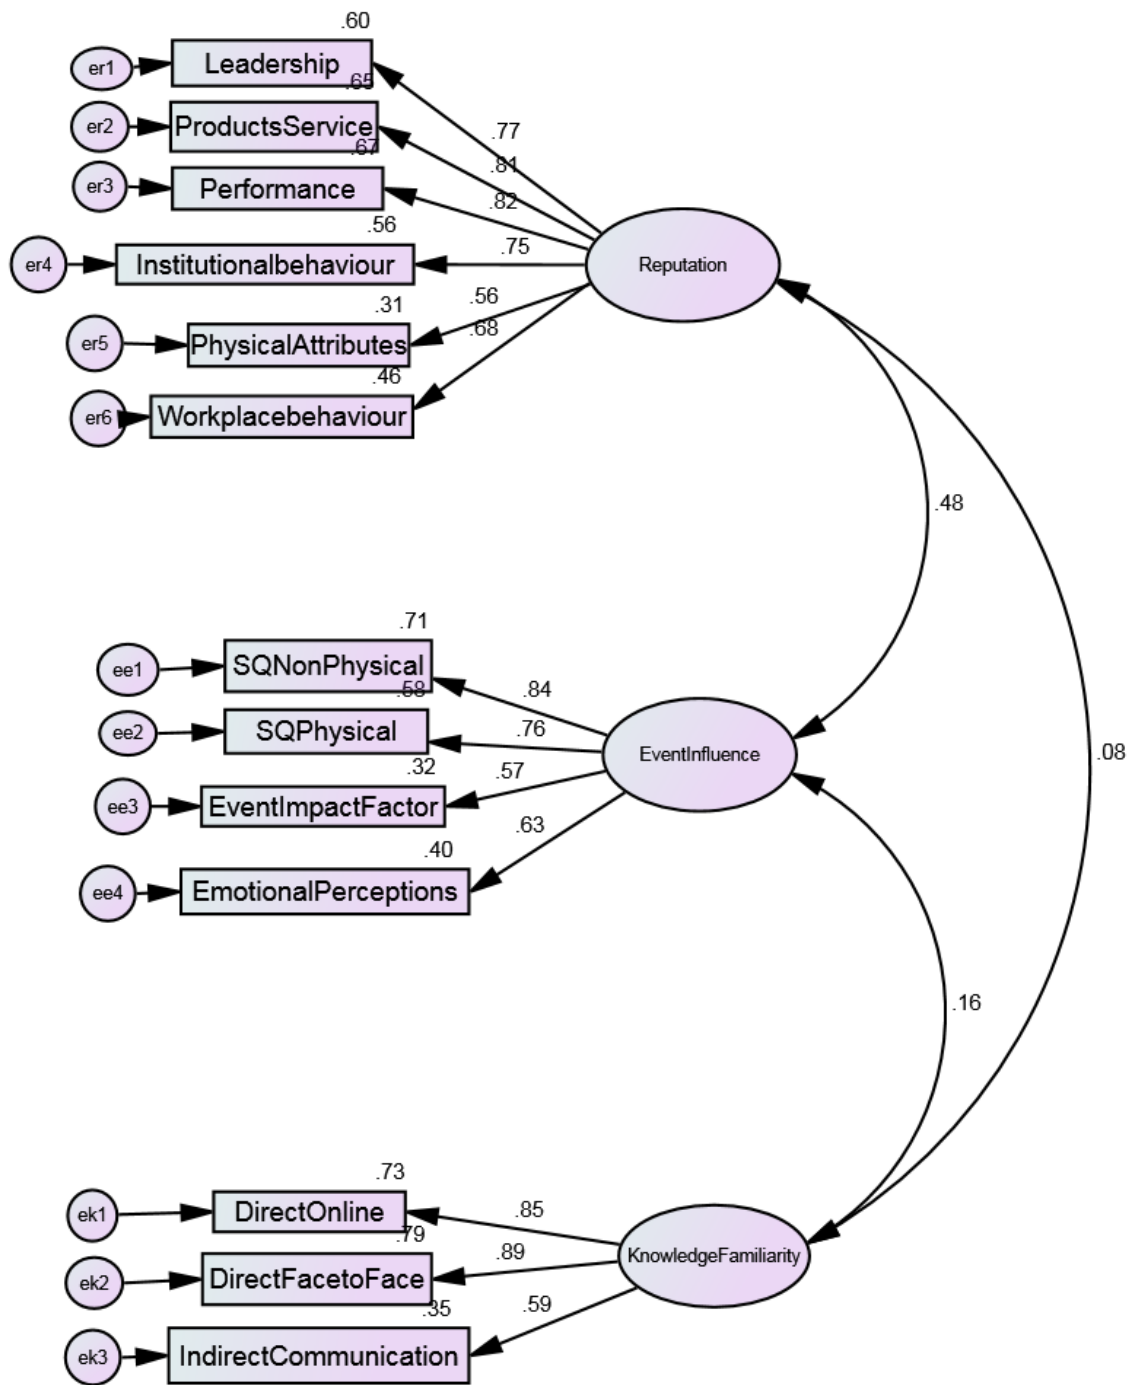 .60
er1
Leadership
.65
.77
er2
ProductsService
.67
.81
er3
Performance
.82
.56
er4
Institutionalbehaviour
.75
Reputation
.31
.56
er5
PhysicalAttributes
.68
.46
er6
Workplacebehaviour
.48
.71
ee1
SQNonPhysical
.58
.84
ee2
SQPhysical
.76
EventInfluence
.08
.32
.57
ee3
EventImpactFactor
.63
.40
ee4
EmotionalPerceptions
.16
.73
ek1
DirectOnline
.85
.79
.89
KnowledgeFamiliarity
ek2
DirectFacetoFace
.35
.59
ek3
IndirectCommunication